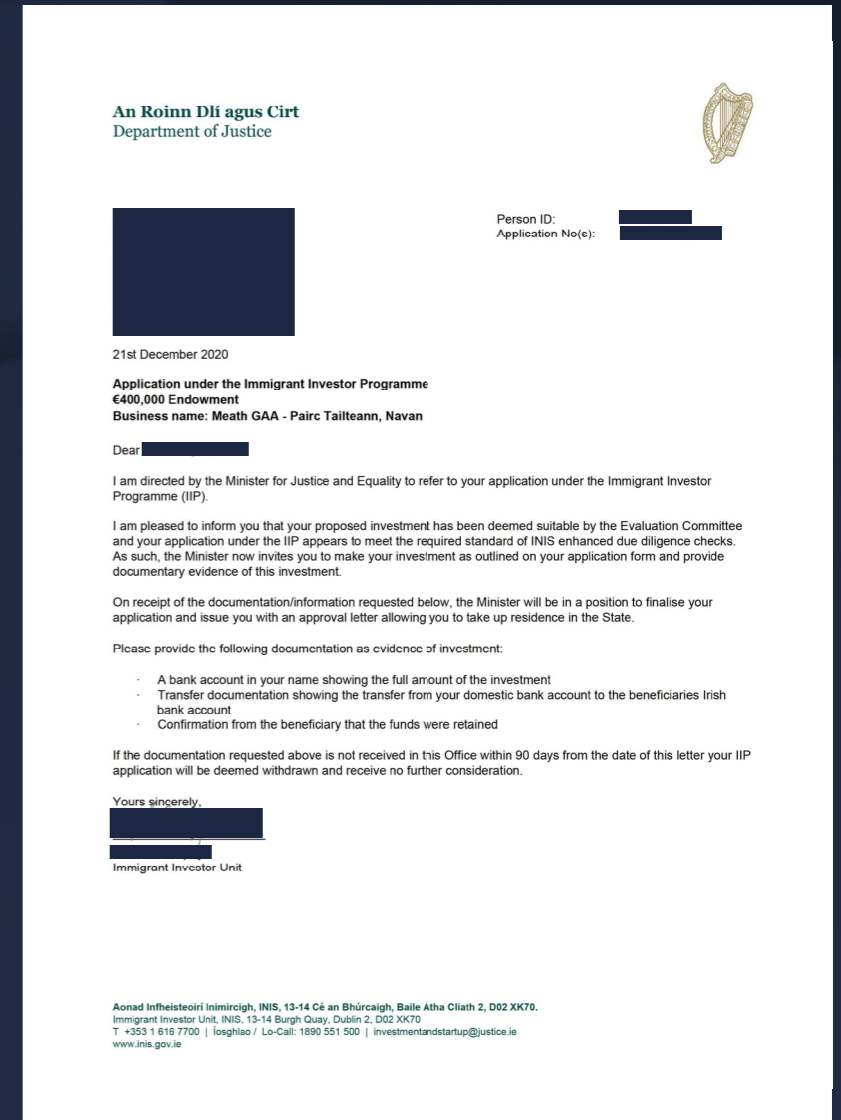 An Roinn Dlí agus Cirt
Department of Justice
Person ID:
Application No(s):
21st December 2020
Application under the Immigrant Investor Programme
€400,000 Endowment
Business name: Meath GAA - Pairc Tailteann, Navan
Dear
I am directed by the Minister for Justice and Equality to refer to your application under the Immigrant Investor
Programme (IIP).
I am pleased to inform you that your proposed investment has been deemed suitable by the Evaluation Committee
and your application under the IIP appears to meet the required standard of INIS enhanced due diligence checks.
As such, the Minister now invites you to make your investment as outlined on your application form and provide
documentary evidence of this investment.
On receipt of the documentation/information requested below, the Minister will be in a position to finalise your
application and issue you with an approval letter allowing you to take up residence in the State.
Please provide the following documentation as evidence of investment:
· A bank account in your name showing the full amount of the investment
· Transfer documentation showing the transfer from your domestic bank account to the beneficiaries Irish
bank account
· Confirmation from the beneficiary that the funds were retained
If the documentation requested above is not received in this Office within 90 days from the date of this letter your IIP
application will be deemed withdrawn and receive no further consideration.
Yours sincerely,
Immigrant Investor Unit
Aonad Infheisteoirí Inimircigh, INIS, 13-14 Cé an Bhúrcaigh, Baile Átha Cliath 2, D02 XK70.
Immigrant Investor Unit, INIS, 13-14 Burgh Quay, Dublin 2, D02 XK70
T +353 1 616 7700 | Íosghlao / Lo-Call: 1890 551 500 | investmentandstartup@justice.ie
www.inis.gov.ie